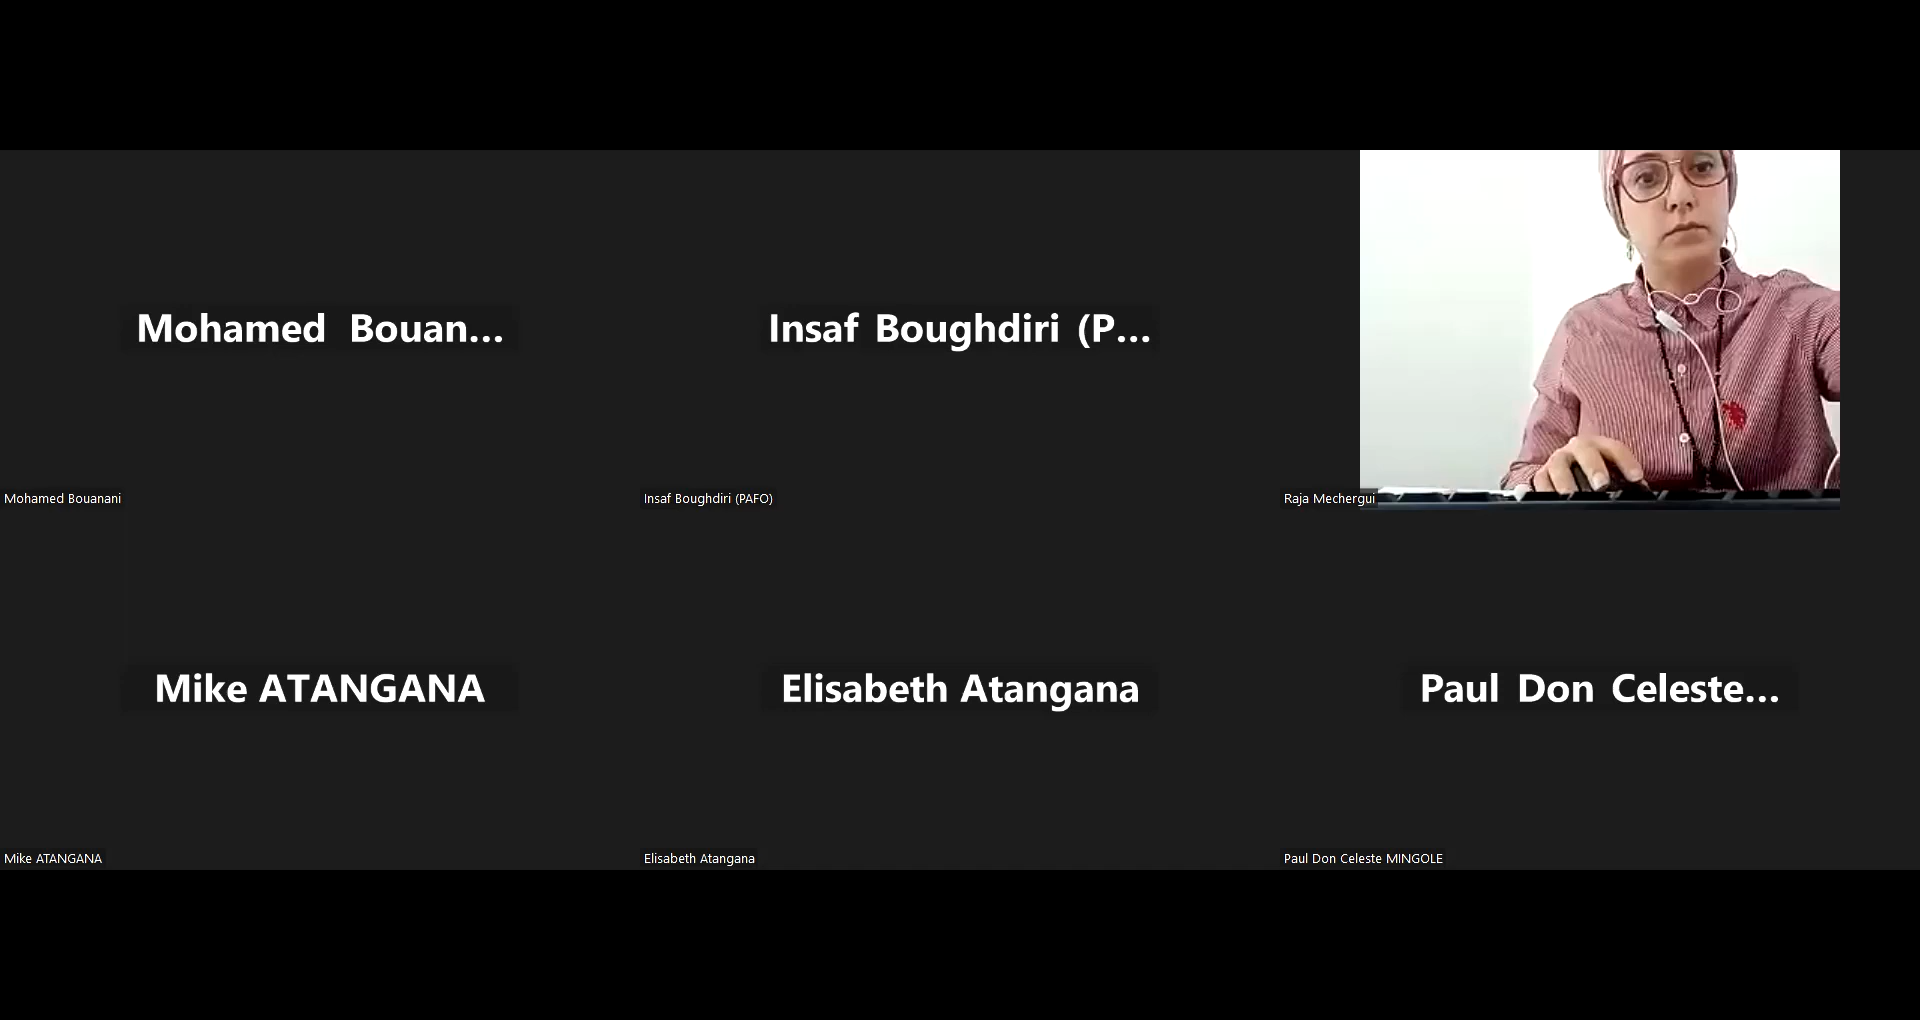 Mohamed Bouan...
Insaf Boughdiri (P...
Mohamed Bouanani
Insaf Boughdiri (PAFO)
Raja Mechergui
Mike ATANGANA
Elisabeth Atangana
Paul Don Celeste...
Mike ATANGANA
Elisabeth Atangana
Paul Don Celeste MINGOLE